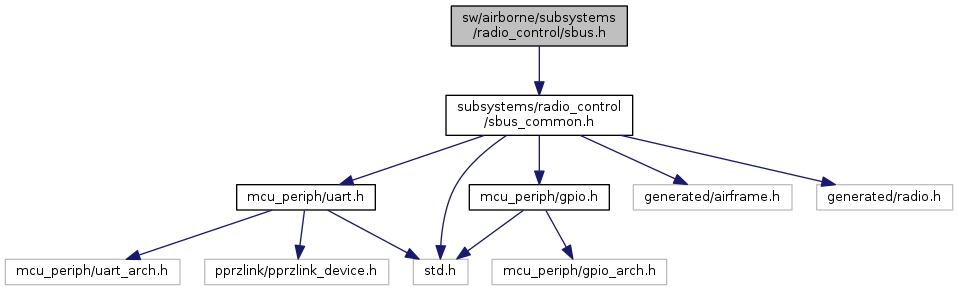 sw/airborne/subsystems
/radio_control/sbus.h
subsystems/radio_control
/sbus_common.h
mcu_periph/uart.h
mcu_periph/gpio.h
generated/airframe.h
generated/radio.h
mcu_periph/uart_arch.h
pprzlink/pprzlink_device.h
std.h
mcu_periph/gpio_arch.h